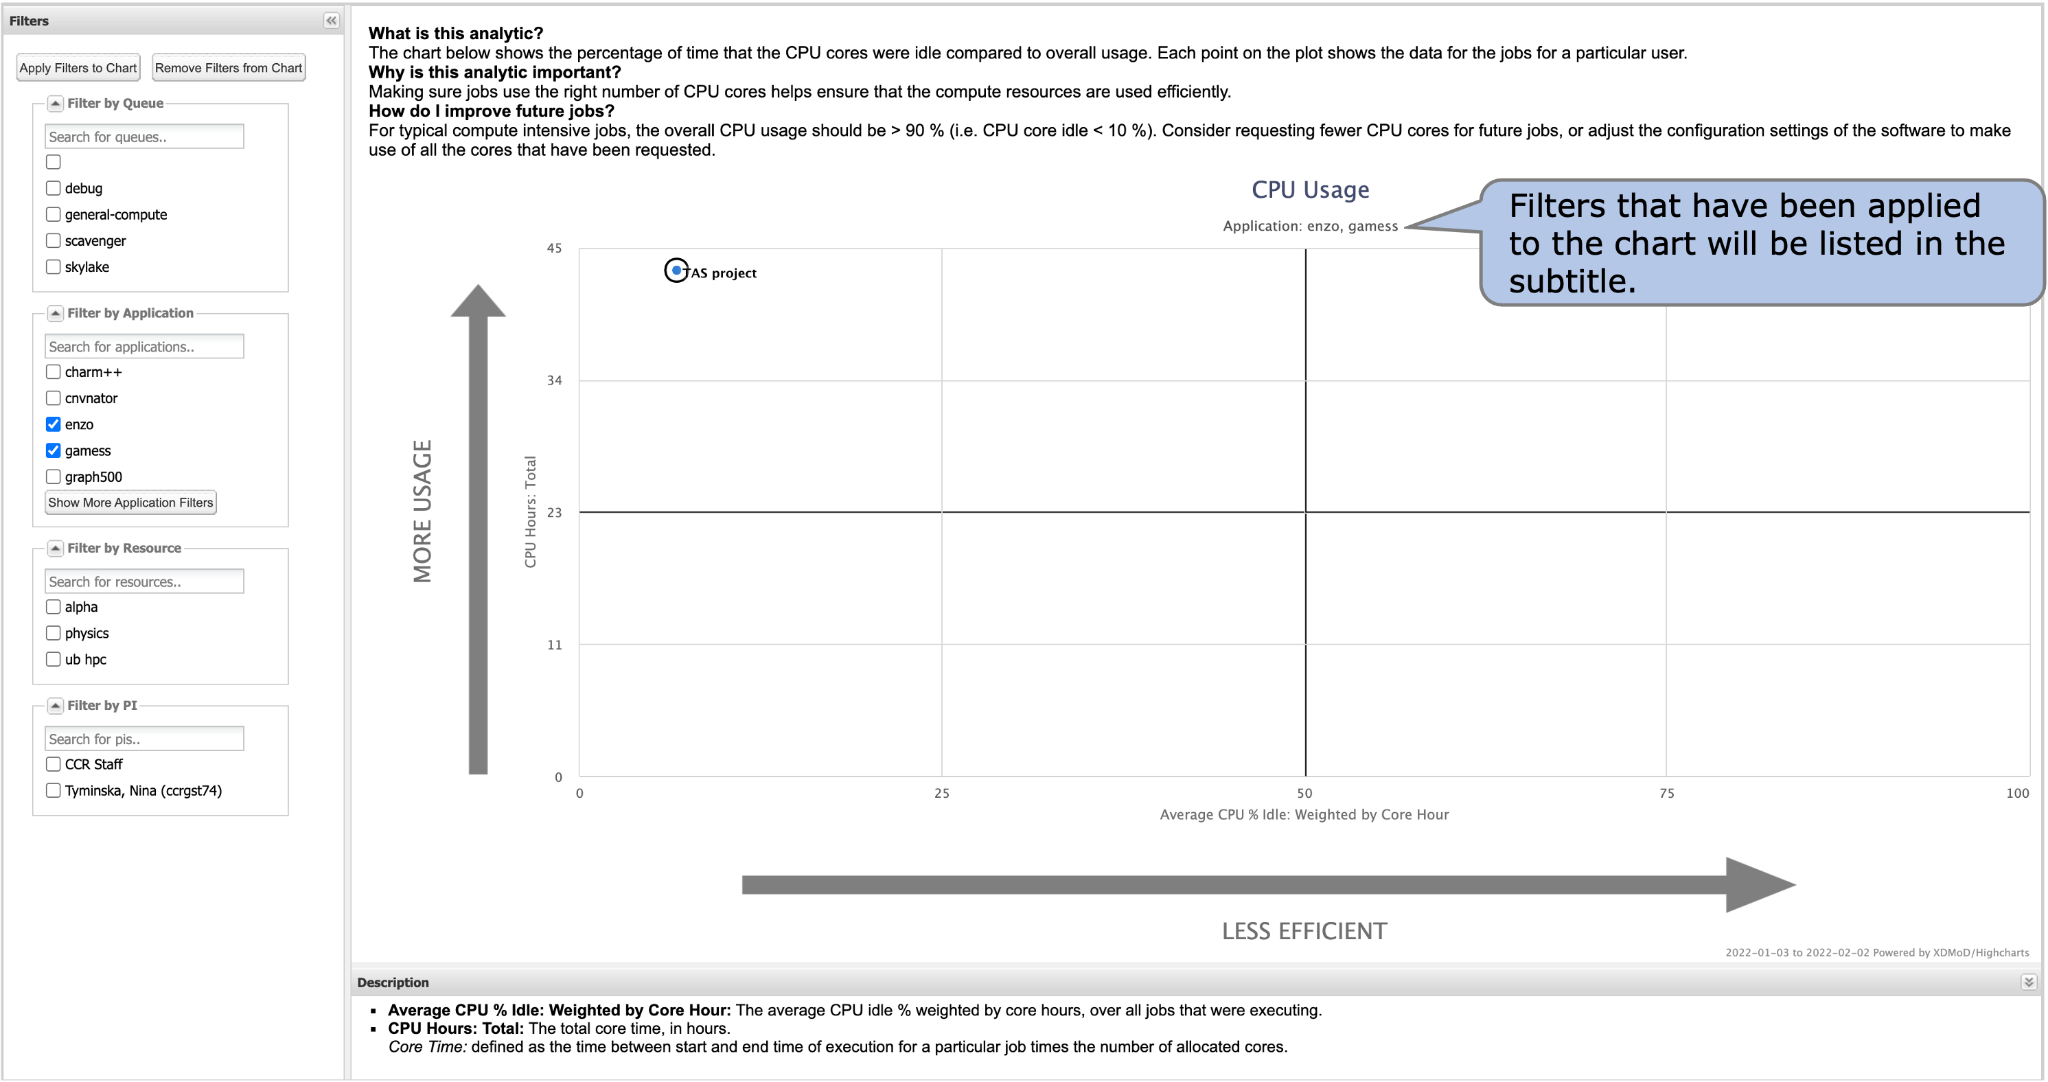 Filters
Apply Filters to Chart
Remove Filters from Chart
Filter by Queue
Search for queues..
debug
general-compute
scavenger
skylake
Filter by Application
Search for applications..
charm++
cnvnator
enzo
gamess
graph500
Show More Application Filters
Filter by Resource
Search for resources..
alpha
physics
ub hpc
Filter by PI
Search for pis..
CCR Staff
Tyminska, Nina (ccrgst74)
What is this analytic?
The chart below shows the percentage of time that the CPU cores were idle compared to overall usage. Each point on the plot shows the data for the jobs for a particular user.
Why is this analytic important?
Making sure jobs use the right number of CPU cores helps ensure that the compute resources are used efficiently.
How do I improve future jobs?
For typical compute intensive jobs, the overall CPU usage should be > 90 % (i.e. CPU core idle < 10 %). Consider requesting fewer CPU cores for future jobs, or adjust the configuration settings of the software to make
use of all the cores that have been requested.
CPU Usage
Application: enzo, gamess
Filters that have been applied
to the chart will be listed in the
subtitle.
45
34
23
11
0
TAS project
MORE USAGE
CPU Hours: Total
0
25
50
75
100
Average CPU % Idle: Weighted by Core Hour
LESS EFFICIENT
2022-01-03 to 2022-02-02 Powered by XDMoD/Highcharts
Description
▪ Average CPU % Idle: Weighted by Core Hour: The average CPU idle % weighted by core hours, over all jobs that were executing.
▪ CPU Hours: Total: The total core time, in hours.
Core Time: defined as the time between start and end time of execution for a particular job times the number of allocated cores.